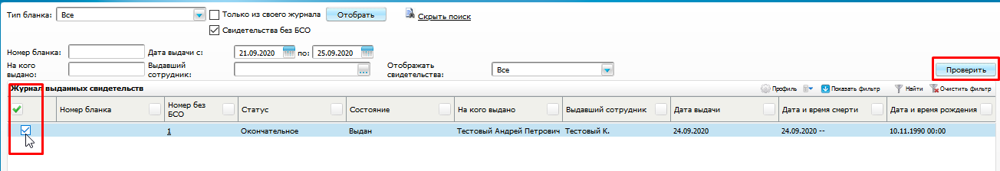 Тип бланка: Все Только из своего журнала Отобрать Скрыть поиск
Свидетельства без БСО
Номер бланка: Дата выдачи с: 21.09.2020 по: 25.09.2020
На кого выдано: Выдавший сотрудник: ... Отображать свидетельства: Все Проверить
Журнал выданных свидетельств Профиль Показать фильтр Найти Очистить фильтр
Номер бланка Номер без БСО Статус Состояние На кого выдано Выдавший сотрудник Дата выдачи Дата и время смерти Дата и время рождения
1 Окончательное Выдан Тестовый Андрей Петрович Тестовый К. 24.09.2020 24.09.2020 -- 10.11.1990 00:00